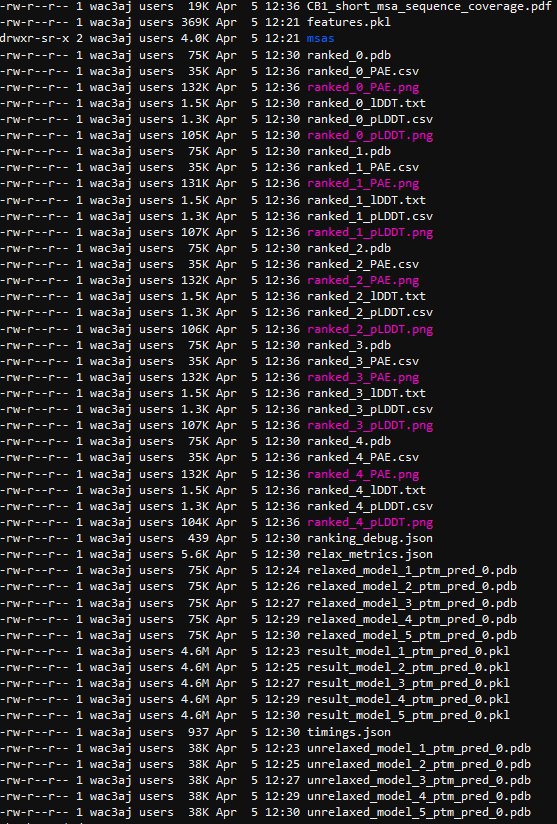 -rw-r--r-- 1 wac3aj users  19K Apr  5 12:36 CB1_short_msa_sequence_coverage.pdf
-rw-r--r-- 1 wac3aj users 369K Apr  5 12:21 features.pkl
drwxr-sr-x 2 wac3aj users 4.0K Apr  5 12:21 msas
-rw-r--r-- 1 wac3aj users  75K Apr  5 12:30 ranked_0.pdb
-rw-r--r-- 1 wac3aj users  35K Apr  5 12:36 ranked_0_PAE.csv
-rw-r--r-- 1 wac3aj users 132K Apr  5 12:36 ranked_0_PAE.png
-rw-r--r-- 1 wac3aj users 1.5K Apr  5 12:30 ranked_0_lDDT.txt
-rw-r--r-- 1 wac3aj users 1.3K Apr  5 12:30 ranked_0_pLDDT.csv
-rw-r--r-- 1 wac3aj users 105K Apr  5 12:30 ranked_0_pLDDT.png
-rw-r--r-- 1 wac3aj users  75K Apr  5 12:30 ranked_1.pdb
-rw-r--r-- 1 wac3aj users  35K Apr  5 12:36 ranked_1_PAE.csv
-rw-r--r-- 1 wac3aj users 131K Apr  5 12:36 ranked_1_PAE.png
-rw-r--r-- 1 wac3aj users 1.5K Apr  5 12:36 ranked_1_lDDT.txt
-rw-r--r-- 1 wac3aj users 1.3K Apr  5 12:36 ranked_1_pLDDT.csv
-rw-r--r-- 1 wac3aj users 107K Apr  5 12:36 ranked_1_pLDDT.png
-rw-r--r-- 1 wac3aj users  75K Apr  5 12:30 ranked_2.pdb
-rw-r--r-- 1 wac3aj users  35K Apr  5 12:36 ranked_2_PAE.csv
-rw-r--r-- 1 wac3aj users 132K Apr  5 12:36 ranked_2_PAE.png
-rw-r--r-- 1 wac3aj users 1.5K Apr  5 12:36 ranked_2_lDDT.txt
-rw-r--r-- 1 wac3aj users 1.3K Apr  5 12:36 ranked_2_pLDDT.csv
-rw-r--r-- 1 wac3aj users 106K Apr  5 12:36 ranked_2_pLDDT.png
-rw-r--r-- 1 wac3aj users  75K Apr  5 12:30 ranked_3.pdb
-rw-r--r-- 1 wac3aj users  35K Apr  5 12:36 ranked_3_PAE.csv
-rw-r--r-- 1 wac3aj users 132K Apr  5 12:36 ranked_3_PAE.png
-rw-r--r-- 1 wac3aj users 1.5K Apr  5 12:36 ranked_3_lDDT.txt
-rw-r--r-- 1 wac3aj users 1.3K Apr  5 12:36 ranked_3_pLDDT.csv
-rw-r--r-- 1 wac3aj users 107K Apr  5 12:36 ranked_3_pLDDT.png
-rw-r--r-- 1 wac3aj users  75K Apr  5 12:30 ranked_4.pdb
-rw-r--r-- 1 wac3aj users  35K Apr  5 12:36 ranked_4_PAE.csv
-rw-r--r-- 1 wac3aj users 132K Apr  5 12:36 ranked_4_PAE.png
-rw-r--r-- 1 wac3aj users 1.5K Apr  5 12:36 ranked_4_lDDT.txt
-rw-r--r-- 1 wac3aj users 1.3K Apr  5 12:36 ranked_4_pLDDT.csv
-rw-r--r-- 1 wac3aj users 104K Apr  5 12:36 ranked_4_pLDDT.png
-rw-r--r-- 1 wac3aj users  439 Apr  5 12:30 ranking_debug.json
-rw-r--r-- 1 wac3aj users 5.6K Apr  5 12:30 relax_metrics.json
-rw-r--r-- 1 wac3aj users  75K Apr  5 12:24 relaxed_model_1_ptm_pred_0.pdb
-rw-r--r-- 1 wac3aj users  75K Apr  5 12:26 relaxed_model_2_ptm_pred_0.pdb
-rw-r--r-- 1 wac3aj users  75K Apr  5 12:27 relaxed_model_3_ptm_pred_0.pdb
-rw-r--r-- 1 wac3aj users  75K Apr  5 12:29 relaxed_model_4_ptm_pred_0.pdb
-rw-r--r-- 1 wac3aj users  75K Apr  5 12:30 relaxed_model_5_ptm_pred_0.pdb
-rw-r--r-- 1 wac3aj users 4.6M Apr  5 12:23 result_model_1_ptm_pred_0.pkl
-rw-r--r-- 1 wac3aj users 4.6M Apr  5 12:25 result_model_2_ptm_pred_0.pkl
-rw-r--r-- 1 wac3aj users 4.6M Apr  5 12:27 result_model_3_ptm_pred_0.pkl
-rw-r--r-- 1 wac3aj users 4.6M Apr  5 12:29 result_model_4_ptm_pred_0.pkl
-rw-r--r-- 1 wac3aj users 4.6M Apr  5 12:30 result_model_5_ptm_pred_0.pkl
-rw-r--r-- 1 wac3aj users  937 Apr  5 12:30 timings.json
-rw-r--r-- 1 wac3aj users  38K Apr  5 12:23 unrelaxed_model_1_ptm_pred_0.pdb
-rw-r--r-- 1 wac3aj users  38K Apr  5 12:25 unrelaxed_model_2_ptm_pred_0.pdb
-rw-r--r-- 1 wac3aj users  38K Apr  5 12:27 unrelaxed_model_3_ptm_pred_0.pdb
-rw-r--r-- 1 wac3aj users  38K Apr  5 12:29 unrelaxed_model_4_ptm_pred_0.pdb
-rw-r--r-- 1 wac3aj users  38K Apr  5 12:30 unrelaxed_model_5_ptm_pred_0.pdb